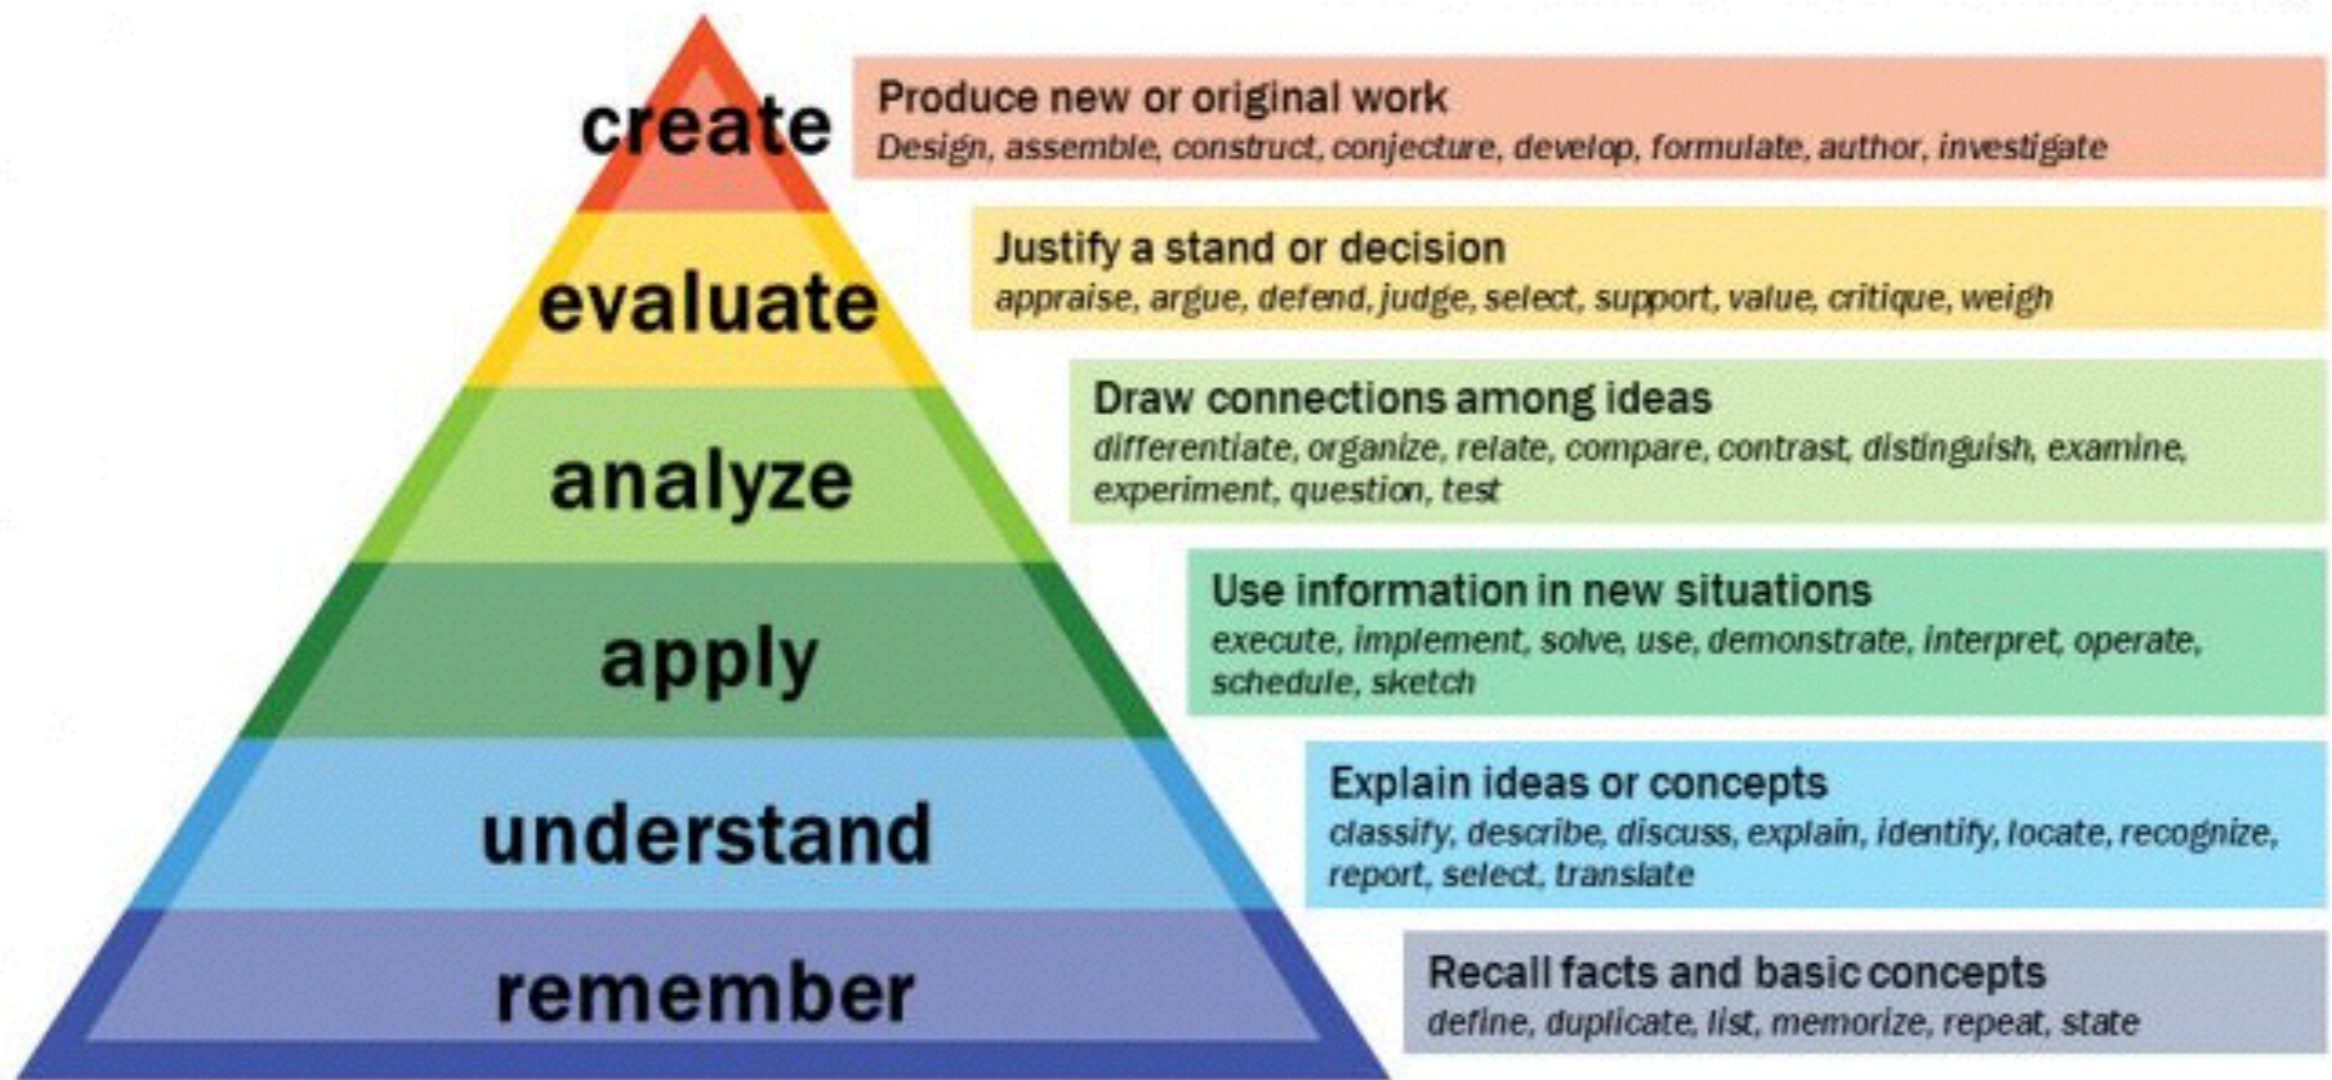 create
Produce new or original work
Design, assemble, construct, conjecture, develop, formulate, author, investigate
evaluate
Justify a stand or decision
appraise, argue, defend, judge, select, support, value, critique, weigh
analyze
Draw connections among ideas
differentiate, organize, relate, compare, contrast, distinguish, examine,
experiment, question, test
apply
Use information in new situations
execute, implement, solve, use, demonstrate, interpret, operate,
schedule, sketch
understand
Explain ideas or concepts
classify, describe, discuss, explain, identify, locate, recognize,
report, select, translate
remember
Recall facts and basic concepts
define, duplicate, list, memorize, repeat, state